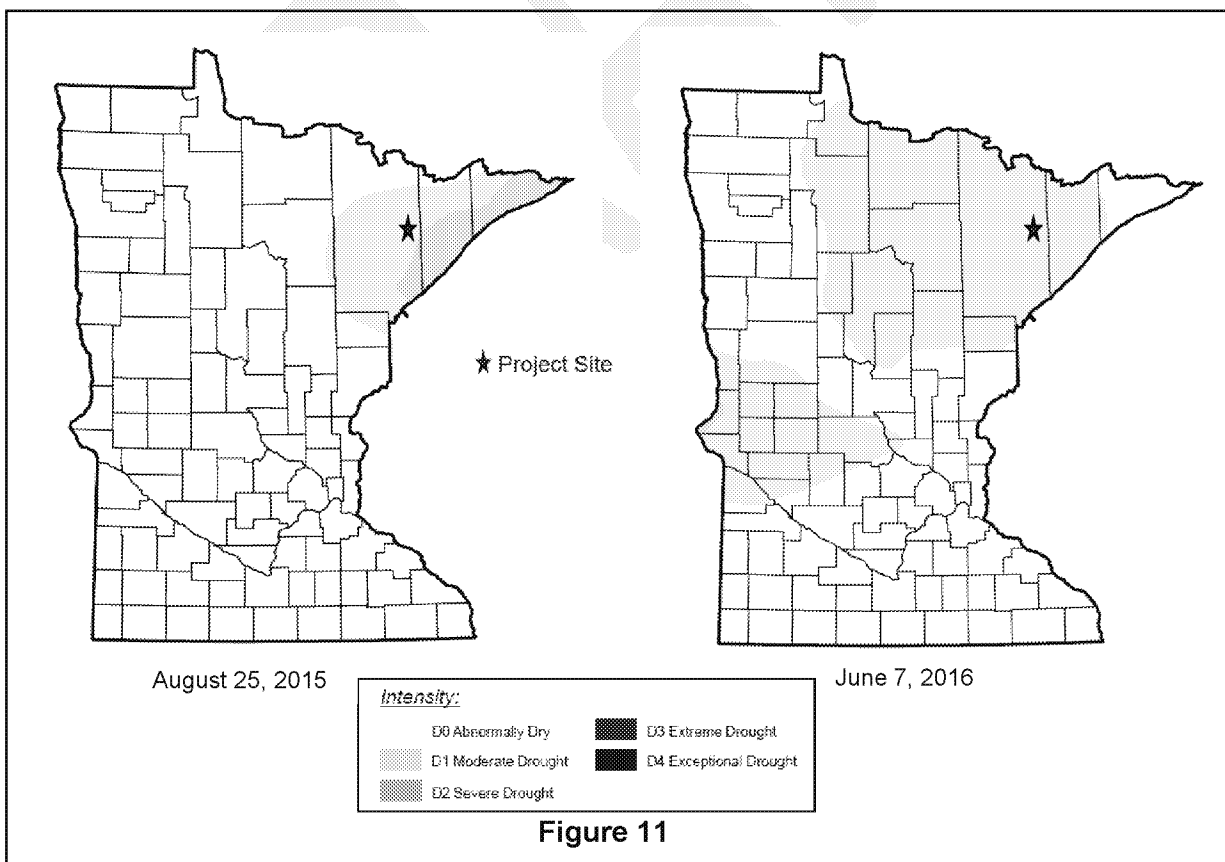 Project Site
August 25, 2015
June 7, 2016
Intensity:
D0 Abnormally Dry
D1 Moderate Drought
D2 Severe Drought
D3 Extreme Drought
D4 Exceptional Drought
Figure 11